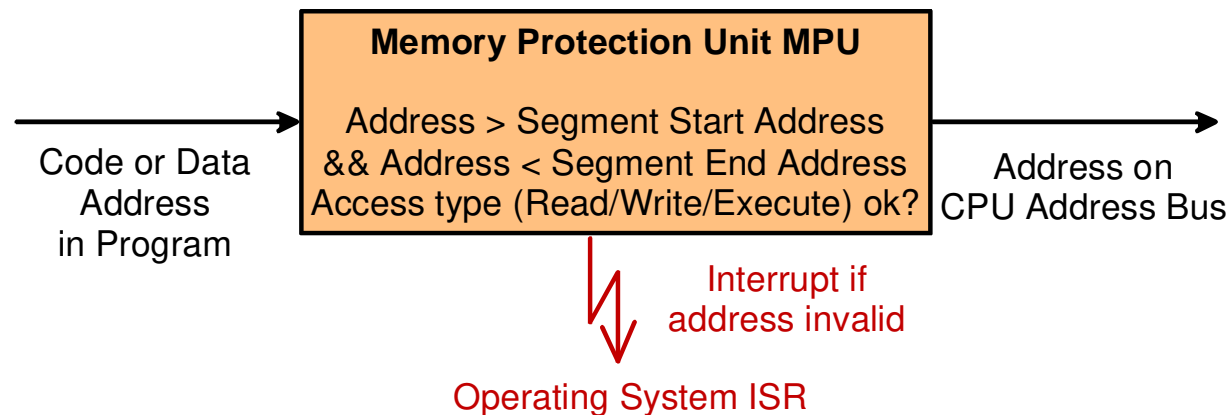 Memory Protection Unit MPU
Address > Segment Start Address
&& Address < Segment End Address
Access type (Read/Write/Execute) ok?
Code or Data
Address
in Program
Address on
CPU Address Bus
Interrupt if
address invalid
Operating System ISR